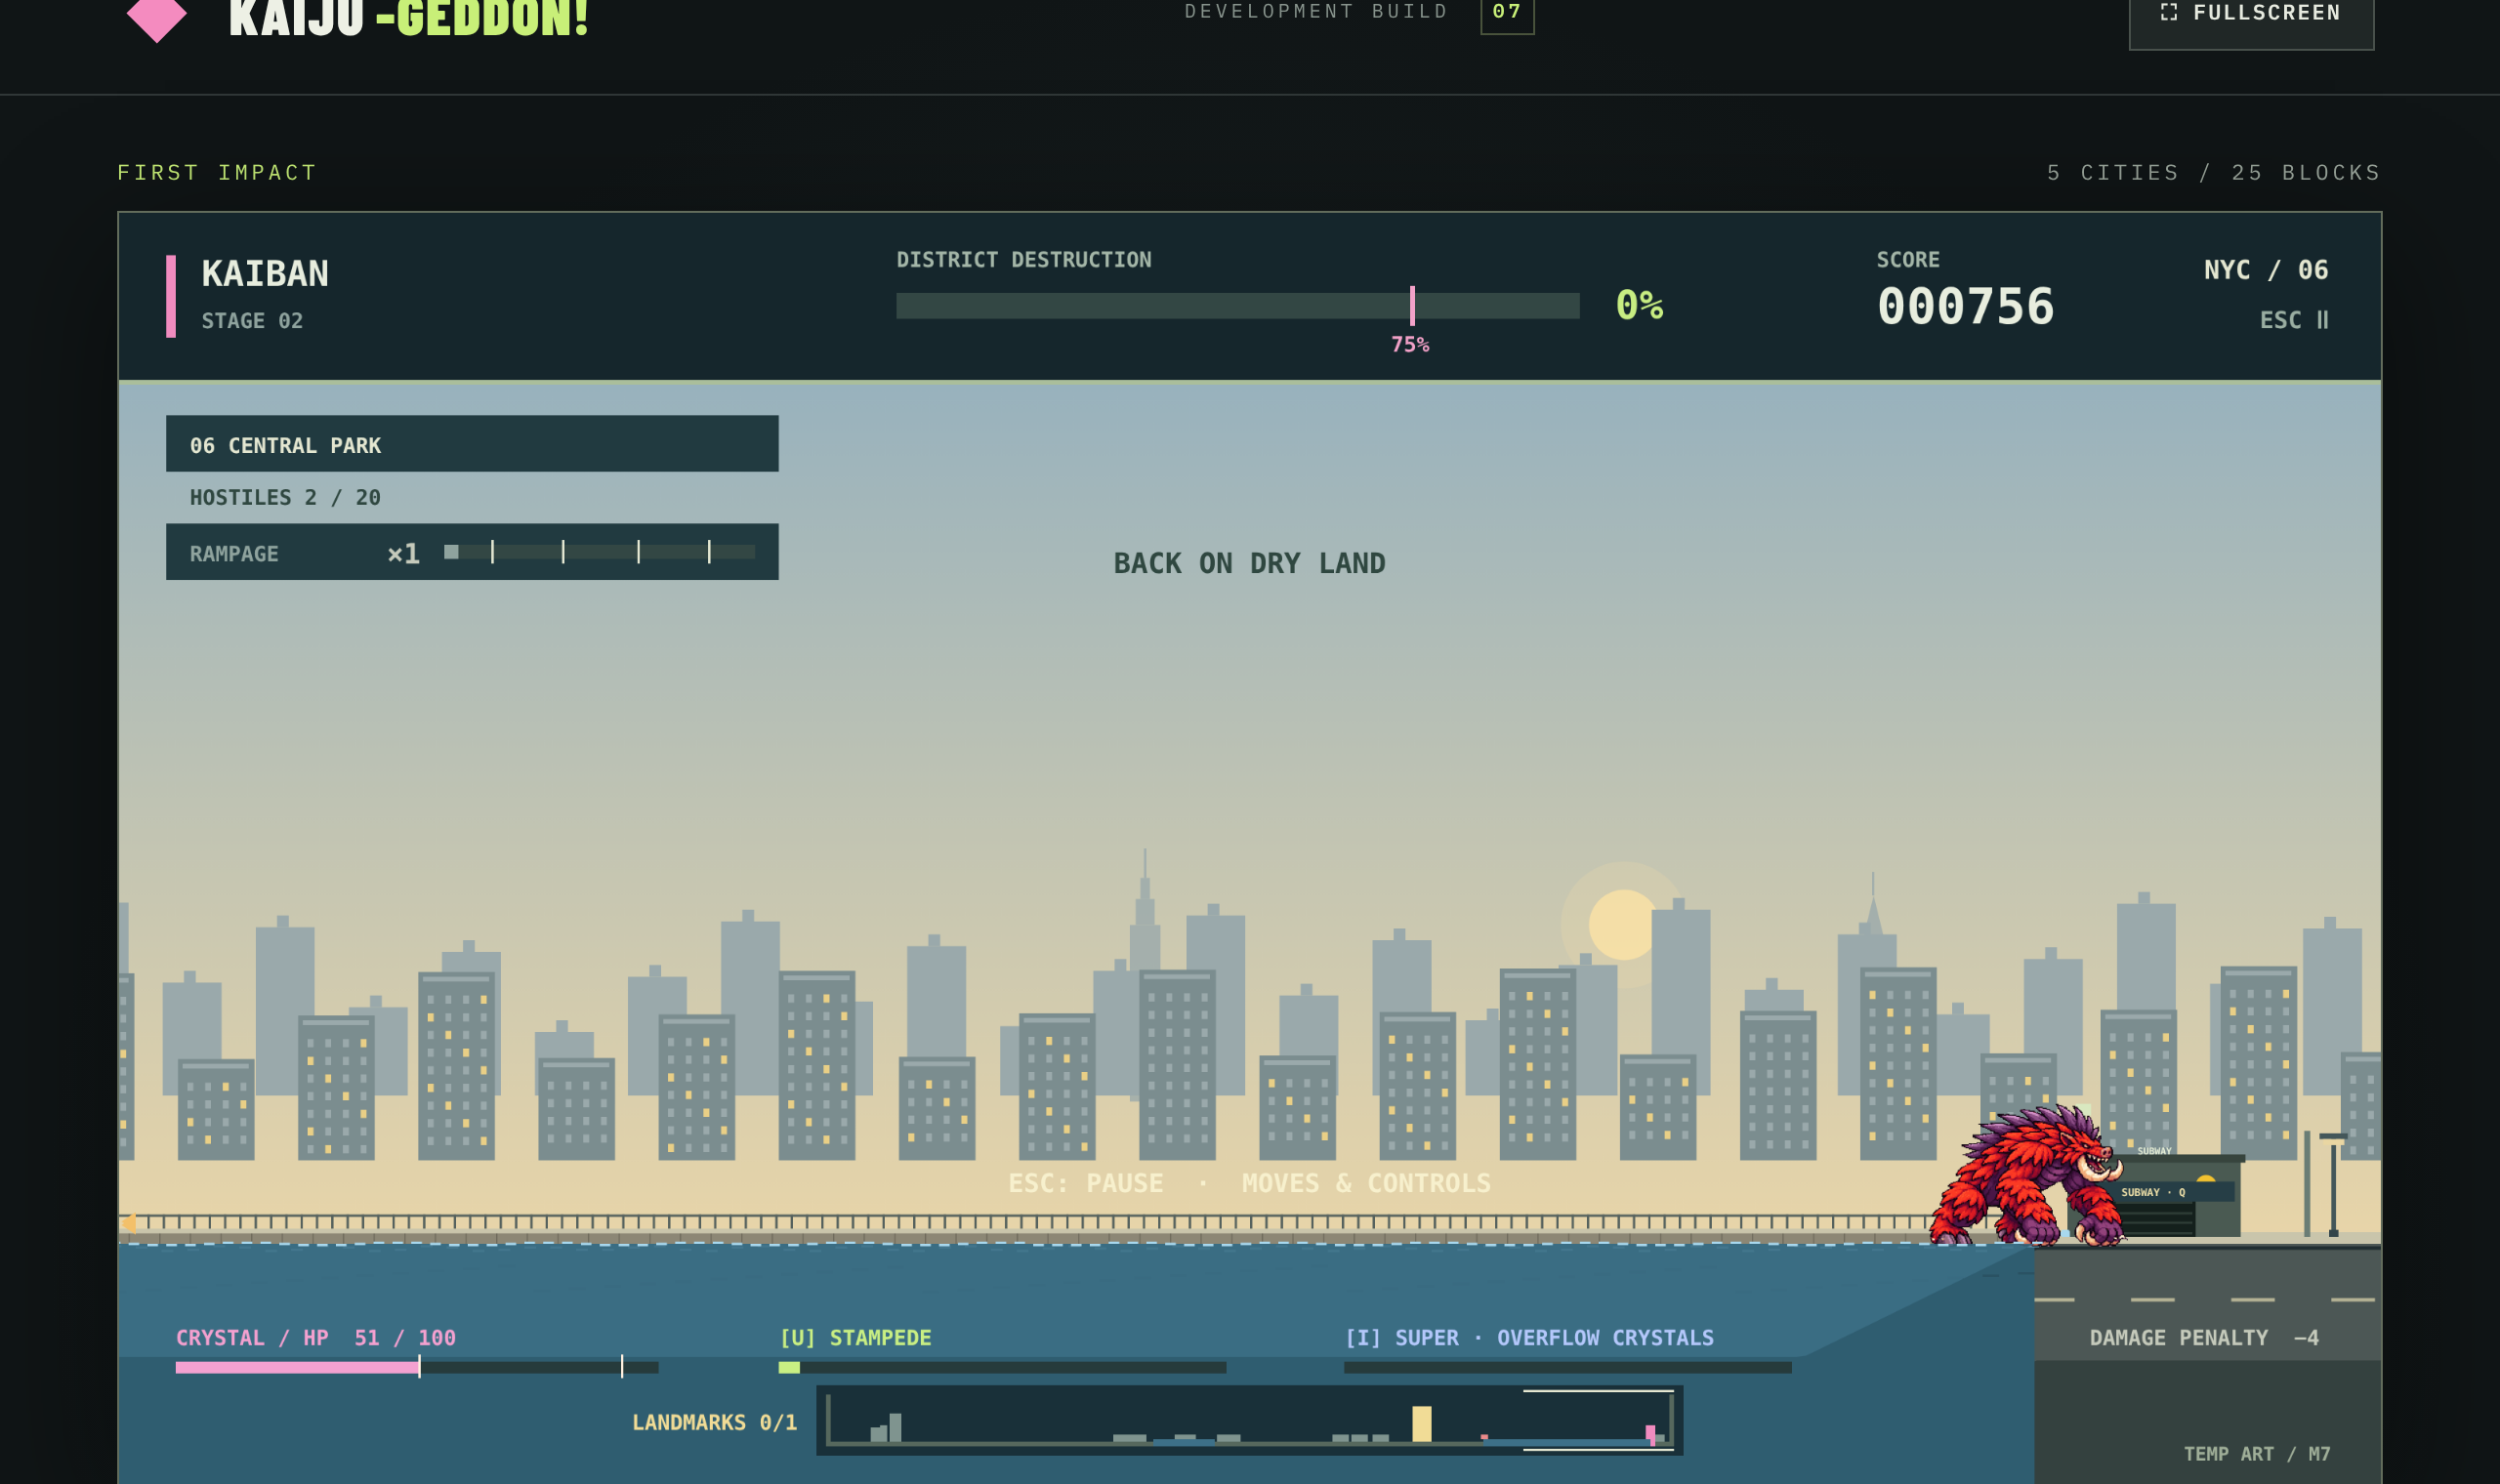 KAIJU-GEDDON!
DEVELOPMENT BUILD 07
FULLSCREEN
FIRST IMPACT
5 CITIES / 25 BLOCKS
KAIBAN
STAGE 02
DISTRICT DESTRUCTION
0%
75%
SCORE
000756
NYC / 06
ESC II
06 CENTRAL PARK
HOSTILES 2 / 20
RAMPAGE ×1
BACK ON DRY LAND
SUBWAY
SUBWAY · Q
ESC: PAUSE · MOVES & CONTROLS
CRYSTAL / HP 51 / 100
[U] STAMPEDE
[I] SUPER · OVERFLOW CRYSTALS
DAMAGE PENALTY –4
LANDMARKS 0/1
TEMP ART / M7